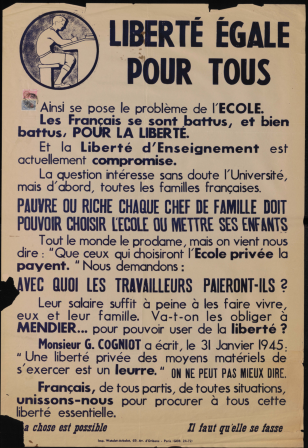 LIBERTÉ ÉGALE
POUR TOUS
Ainsi se pose le problème de l'ECOLE.
Les Français se sont battus, et bien
battus, POUR LA LIBERTÉ.
Et la Liberté d'Enseignement est
actuellement compromise.
La question intéresse sans doute l'Université,
mais d'abord, toutes les familles françaises.
PAUVRE OU RICHE CHAQUE CHEF DE FAMILLE DOIT
POUVOIR CHOISIR L'ECOLE OU METTRE SES ENFANTS
Tout le monde le proclame, mais on vient nous
dire : "Que ceux qui choisiront l'Ecole privée la
payent. "Nous demandons :
AVEC QUOI LES TRAVAILLEURS PAIERONT-ILS ?
Leur salaire suffit à peine à les faire vivre,
eux et leur famille. Va-t-on les obliger à
MENDIER... pour pouvoir user de la liberté ?
Monsieur G. COGNIOT a écrit, le 31 Janvier 1945:
"Une liberté privée des moyens matériels de
s'exercer est un leurre." ON NE PEUT PAS MIEUX DIRE.
Français, de tous partis, de toutes situations,
unissons-nous pour procurer à tous cette
liberté essentielle.
a chose est possible Il faut qu'elle se fasse